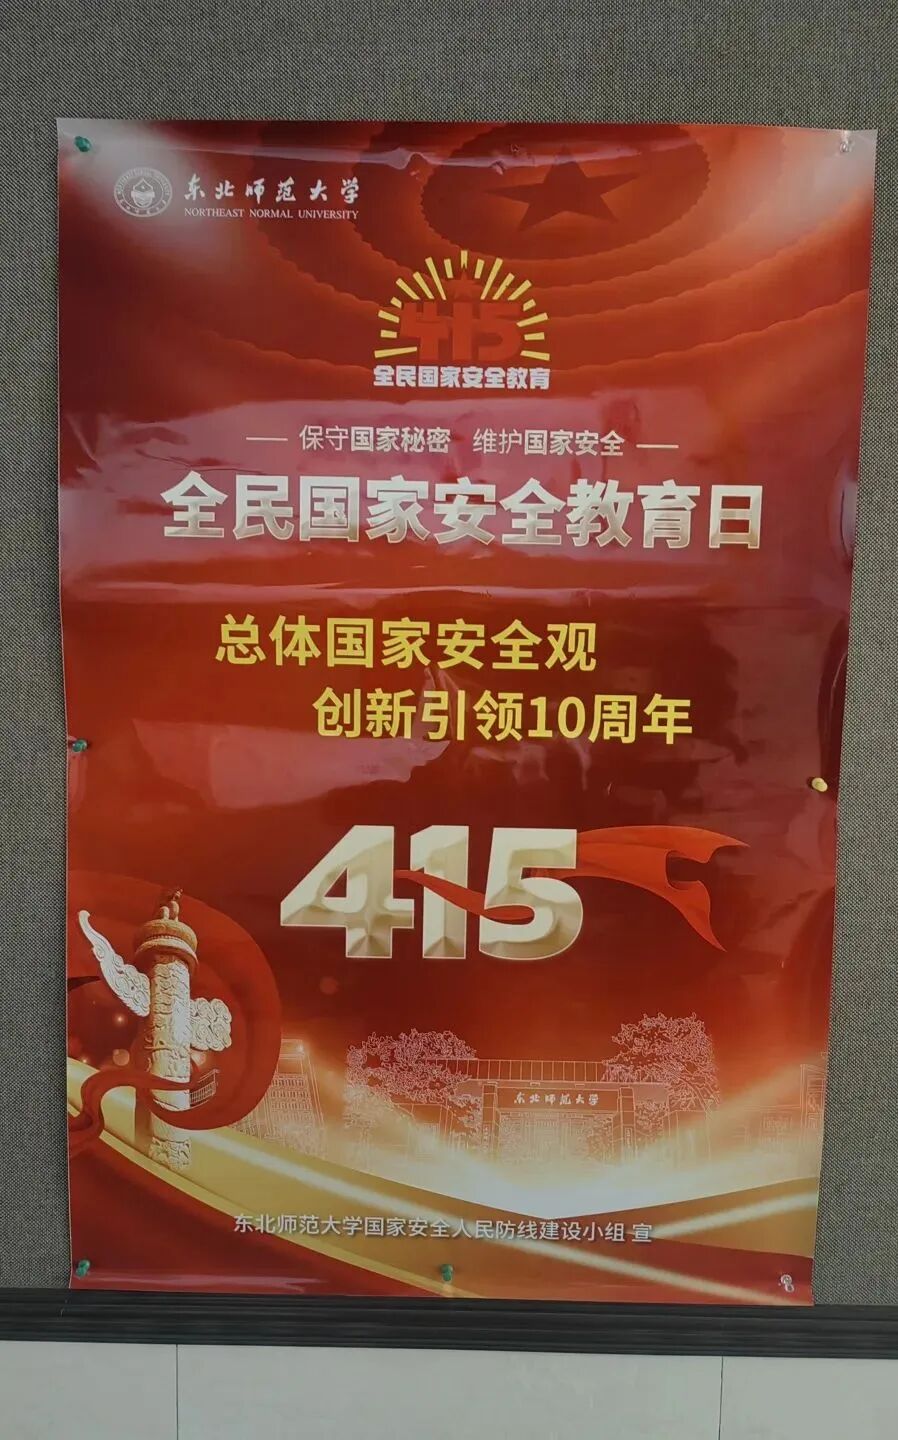 东北师范大学
NORTHEAST NORMAL UNIVERSITY
415
全民国家安全教育
保守国家秘密 维护国家安全
全民国家安全教育日
总体国家安全观
创新引领10周年
415
东北师范大学
东北师范大学国家安全人民防线建设小组 宣